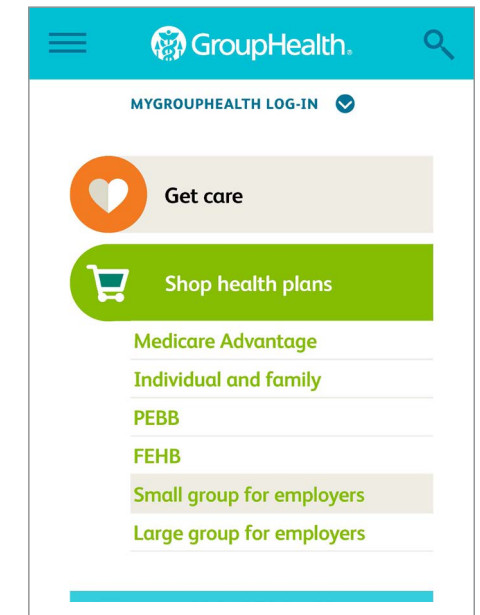 GroupHealth®
MYGROUPHEALTH LOG-IN
Get care
Shop health plans
Medicare Advantage
Individual and family
PEBB
FEHB
Small group for employers
Large group for employers